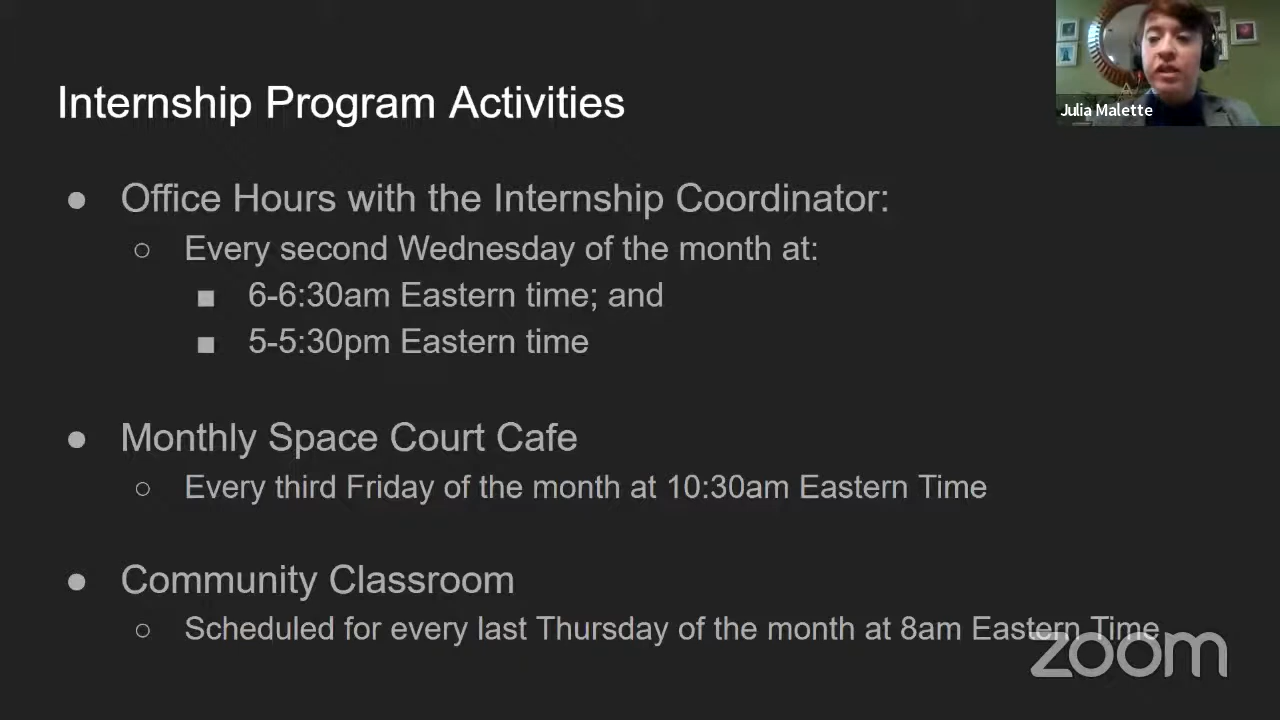 Julia Malette
Internship Program Activities
● Office Hours with the Internship Coordinator:
○ Every second Wednesday of the month at:
■ 6-6:30am Eastern time; and
■ 5-5:30pm Eastern time
● Monthly Space Court Cafe
○ Every third Friday of the month at 10:30am Eastern Time
● Community Classroom
○ Scheduled for every last Thursday of the month at 8am Eastern Time
zoom